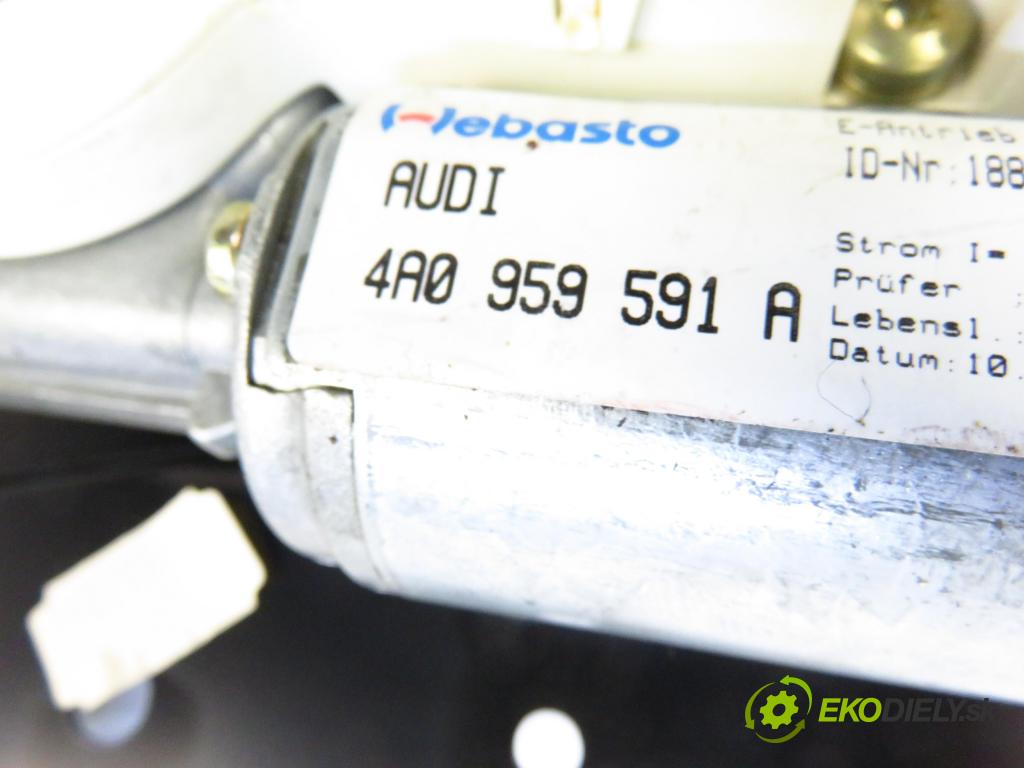 Webasto
AUDI
4A0 959 591 A
E-Antrieb
ID-Nr:188
Strom I=
Prüfer :
Lebensl.:
Datum:10.
EKODIELY.sk